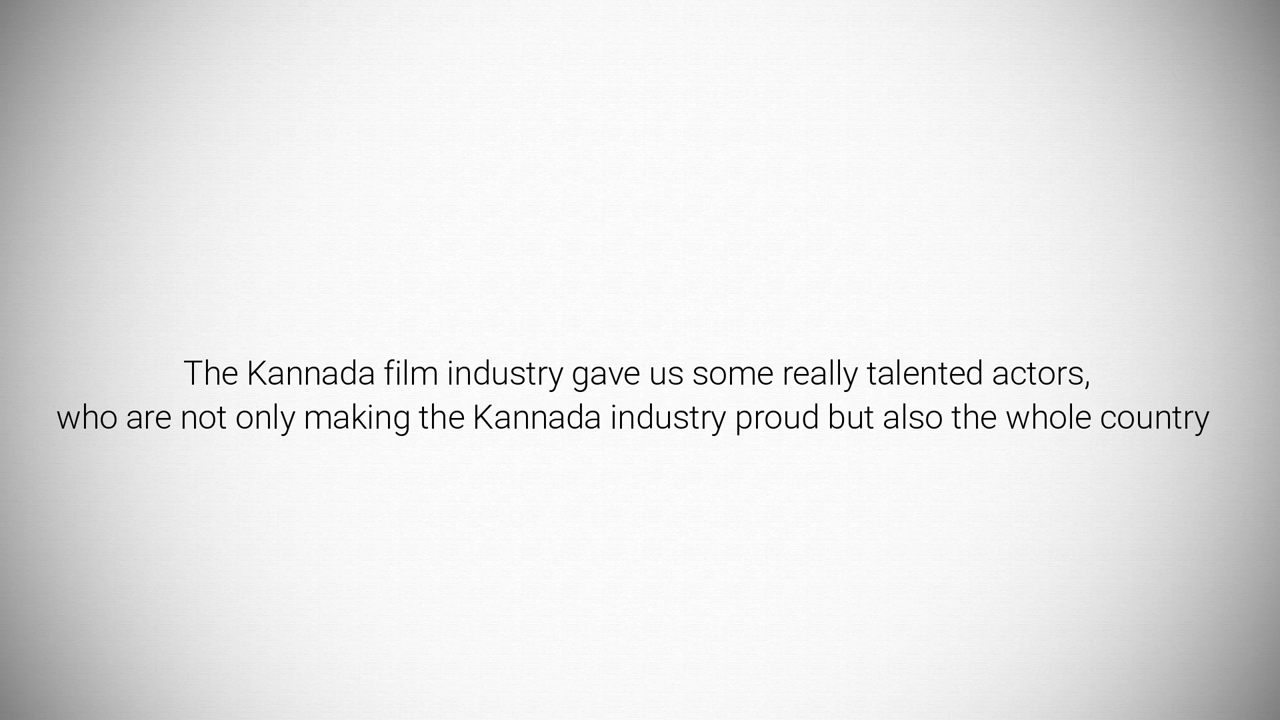 The Kannada film industry gave us some really talented actors,
who are not only making the Kannada industry proud but also the whole country